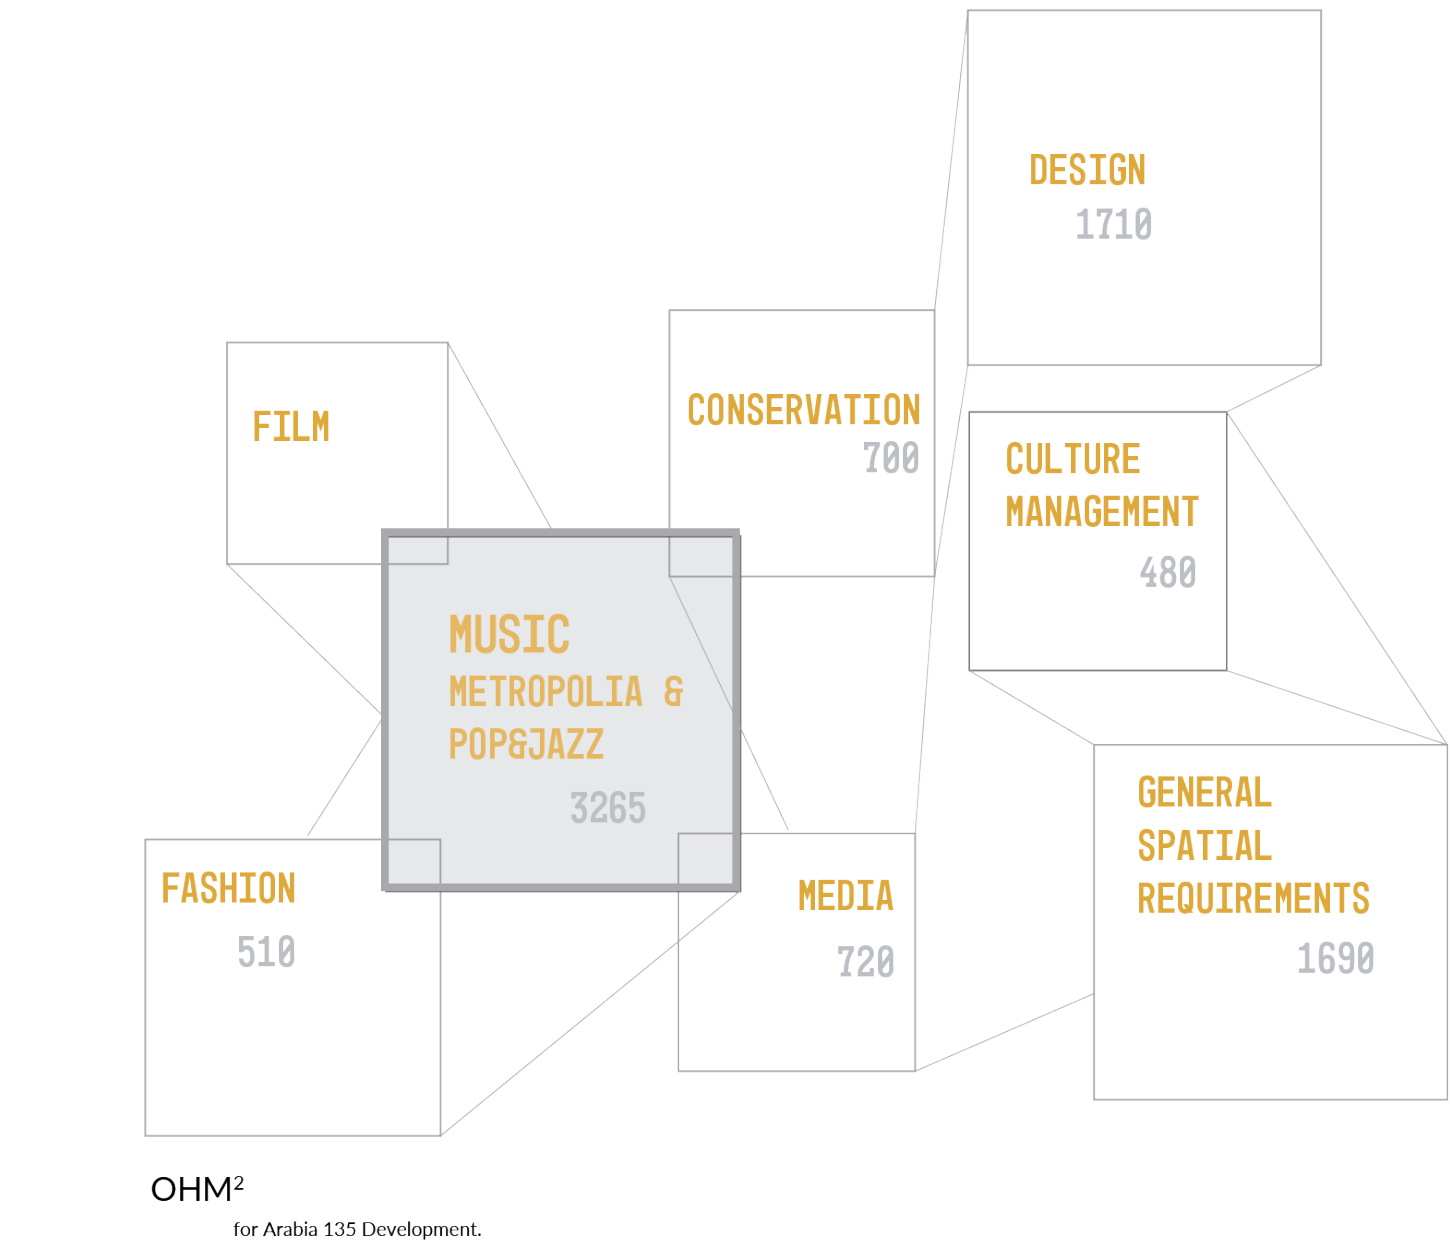 DESIGN
1710
FILM
CONSERVATION
700
CULTURE
MANAGEMENT
480
MUSIC
METROPOLIA &
POP&JAZZ
3265
GENERAL
SPATIAL
REQUIREMENTS
1690
FASHION
510
MEDIA
720
OHM²
for Arabia 135 Development.